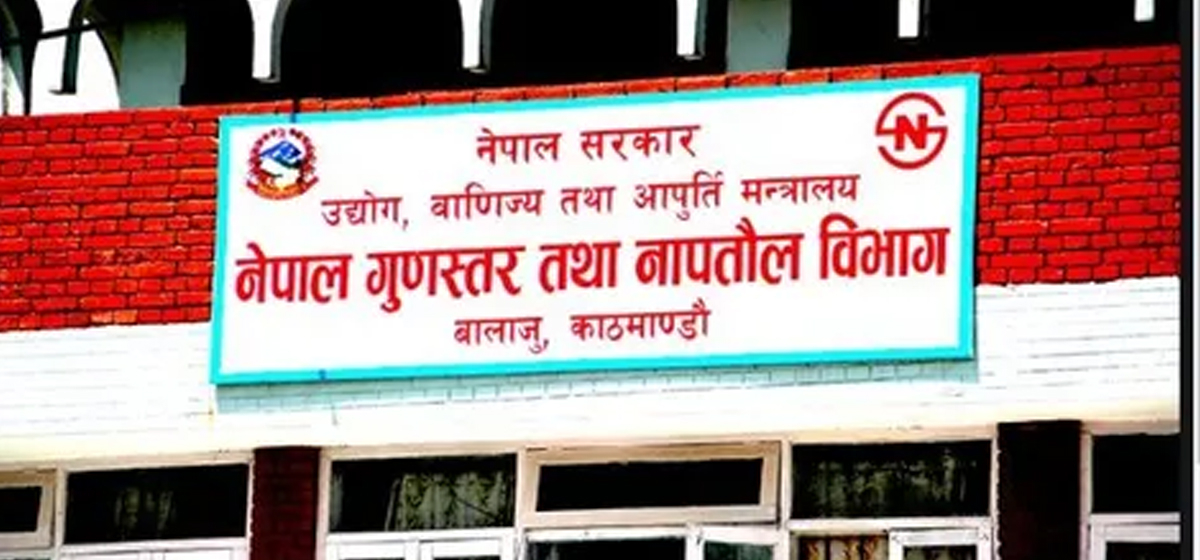 नेपाल सरकार
उद्योग, वाणिज्य तथा आपुर्ति मन्त्रालय
नेपाल गुणस्तर तथा नापतौल विभाग
बालाजु, काठमाण्डौ